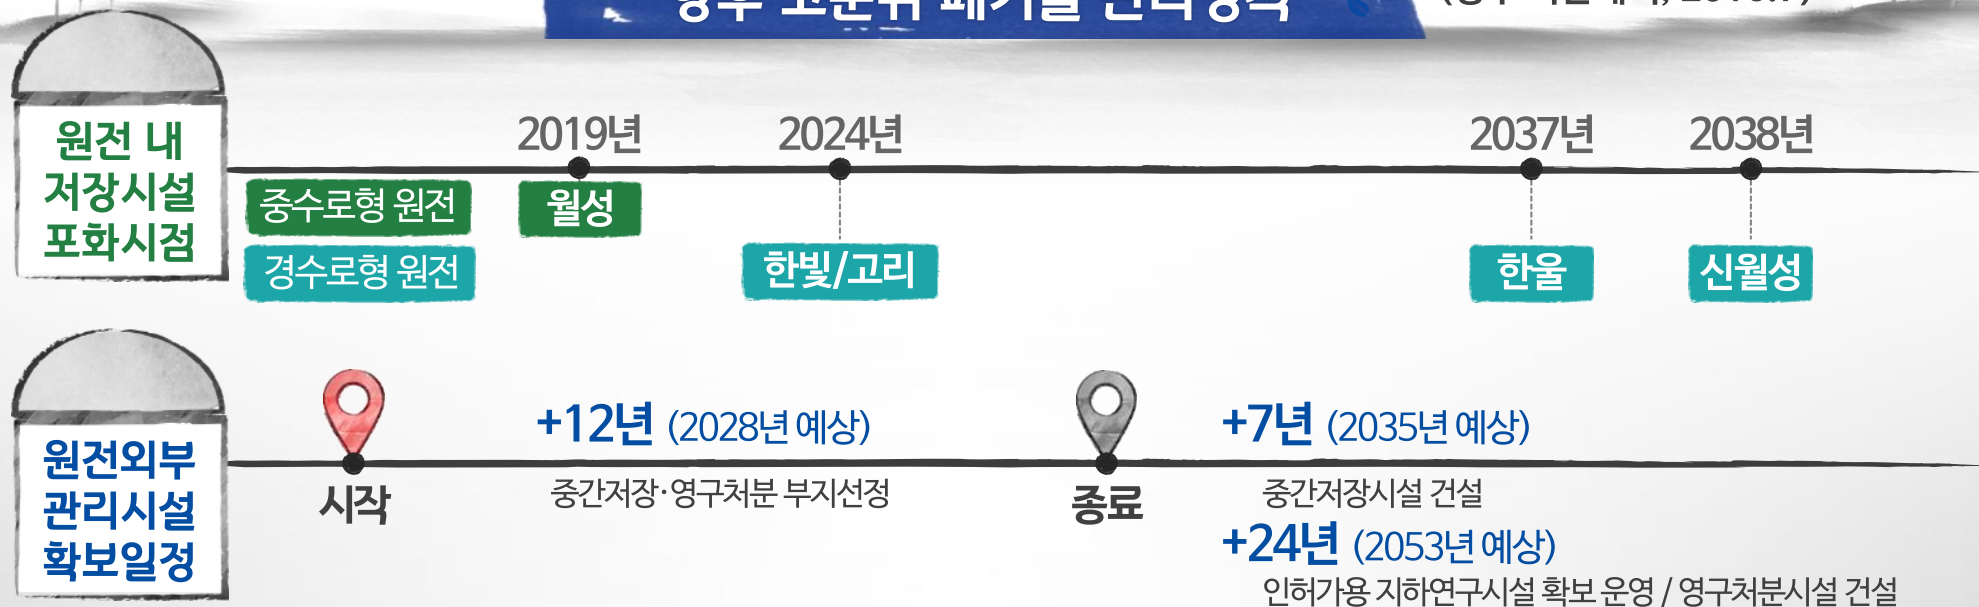 원전 내
저장시설
포화시점
2019년
2024년
2037년
2038년
중수로형 원전
월성
경수로형 원전
한빛/고리
한울
신월성
원전외부
관리시설
확보일정
+12년 (2028년 예상)
+7년 (2035년 예상)
시작
중간저장·영구처분 부지선정
종료
중간저장시설 건설
+24년 (2053년 예상)
인허가용 지하연구시설 확보 운영 / 영구처분시설 건설